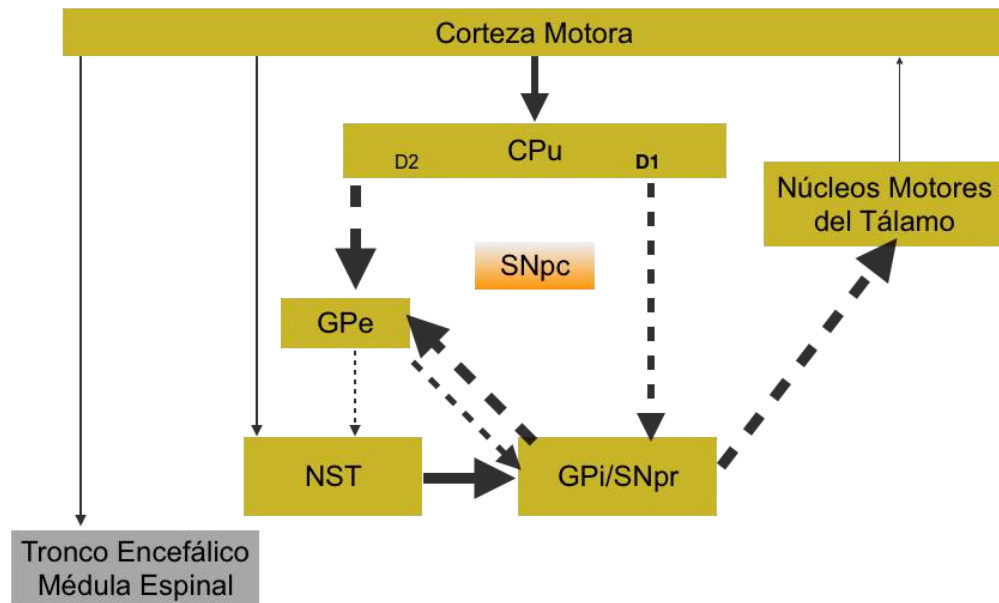 Corteza Motora
CPu
D2
D1
Núcleos Motores
del Tálamo
SNpc
GPe
NST
GPi/SNpr
Tronco Encefálico
Médula Espinal